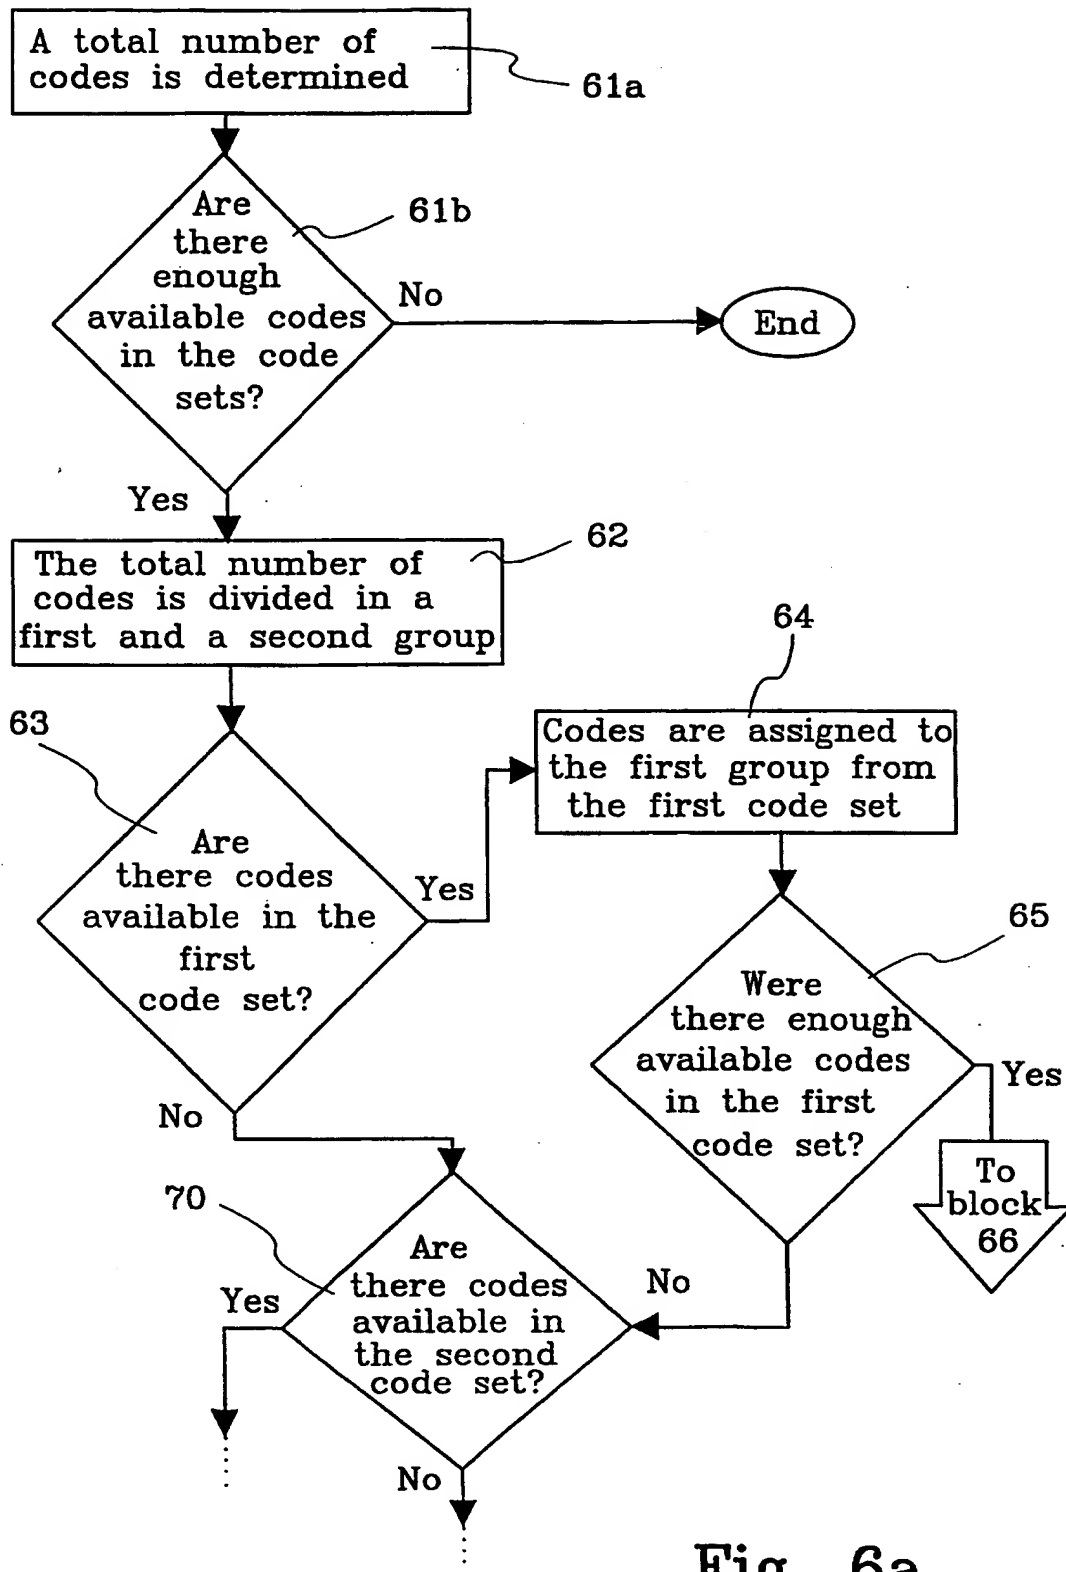 A total number of
codes is determined
61a
Are
there
enough
available codes
in the code
sets?
61b
No
End
Yes
The total number of
codes is divided in a
first and a second group
62
63
Are
there codes
available in the
first
code set?
Yes
64
Codes are assigned to
the first group from
the first code set
65
Were
there enough
available codes
in the first
code set?
Yes
To
block
66
No
No
70
Are
there codes
available in
the second
code set?
Yes
No
Fig. 6a